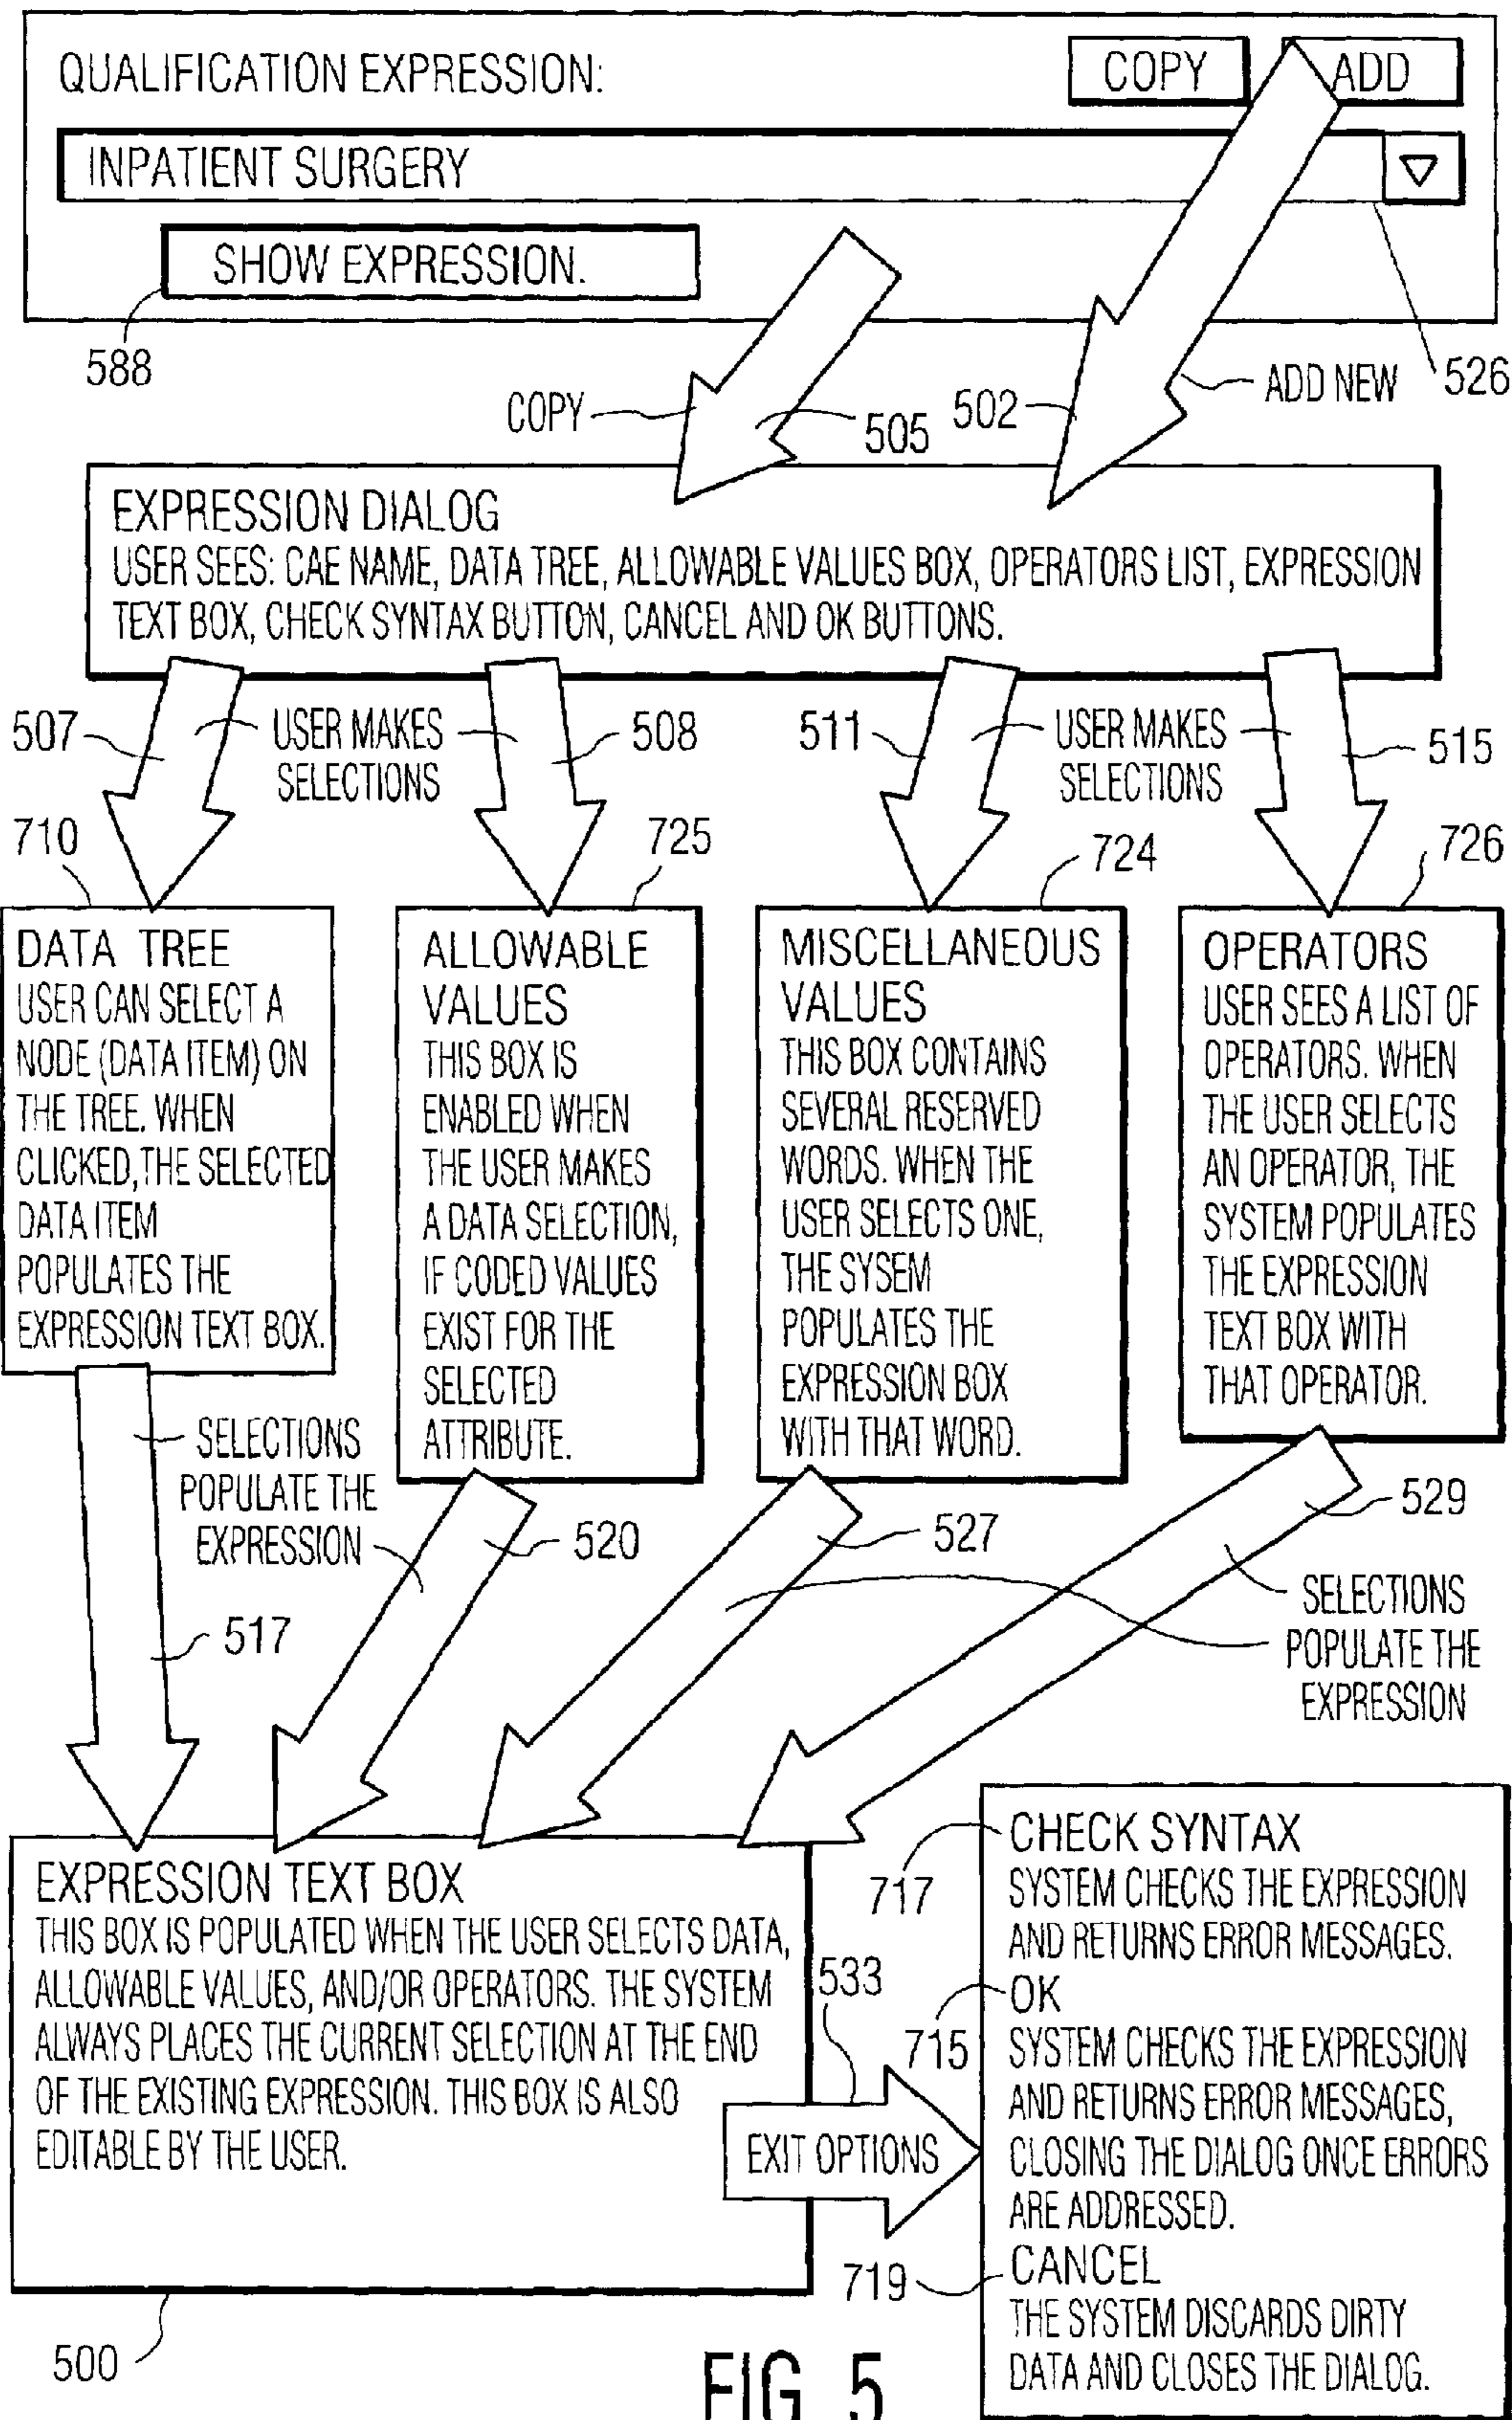 QUALIFICATION EXPRESSION:
COPY
ADD
INPATIENT SURGERY
SHOW EXPRESSION.
588
526
COPY
505
502
ADD NEW
EXPRESSION DIALOG
USER SEES: CAE NAME, DATA TREE, ALLOWABLE VALUES BOX, OPERATORS LIST, EXPRESSION
TEXT BOX, CHECK SYNTAX BUTTON, CANCEL AND OK BUTTONS.
507
USER MAKES
SELECTIONS
508
511
USER MAKES
SELECTIONS
515
710
725
724
726
DATA TREE
USER CAN SELECT A
NODE (DATA ITEM) ON
THE TREE. WHEN
CLICKED, THE SELECTED
DATA ITEM
POPULATES THE
EXPRESSION TEXT BOX.
ALLOWABLE
VALUES
THIS BOX IS
ENABLED WHEN
THE USER MAKES
A DATA SELECTION,
IF CODED VALUES
EXIST FOR THE
SELECTED
ATTRIBUTE.
MISCELLANEOUS
VALUES
THIS BOX CONTAINS
SEVERAL RESERVED
WORDS. WHEN THE
USER SELECTS ONE,
THE SYSEM
POPULATES THE
EXPRESSION BOX
WITH THAT WORD.
OPERATORS
USER SEES A LIST OF
OPERATORS. WHEN
THE USER SELECTS
AN OPERATOR, THE
SYSTEM POPULATES
THE EXPRESSION
TEXT BOX WITH
THAT OPERATOR.
SELECTIONS
POPULATE THE
EXPRESSION
520
527
529
517
SELECTIONS
POPULATE THE
EXPRESSION
EXPRESSION TEXT BOX
THIS BOX IS POPULATED WHEN THE USER SELECTS DATA,
ALLOWABLE VALUES, AND/OR OPERATORS. THE SYSTEM
ALWAYS PLACES THE CURRENT SELECTION AT THE END
OF THE EXISTING EXPRESSION. THIS BOX IS ALSO
EDITABLE BY THE USER.
500
533
EXIT OPTIONS
717
CHECK SYNTAX
SYSTEM CHECKS THE EXPRESSION
AND RETURNS ERROR MESSAGES.
715
OK
SYSTEM CHECKS THE EXPRESSION
AND RETURNS ERROR MESSAGES,
CLOSING THE DIALOG ONCE ERRORS
ARE ADDRESSED.
719
CANCEL
THE SYSTEM DISCARDS DIRTY
DATA AND CLOSES THE DIALOG.
FIG 5